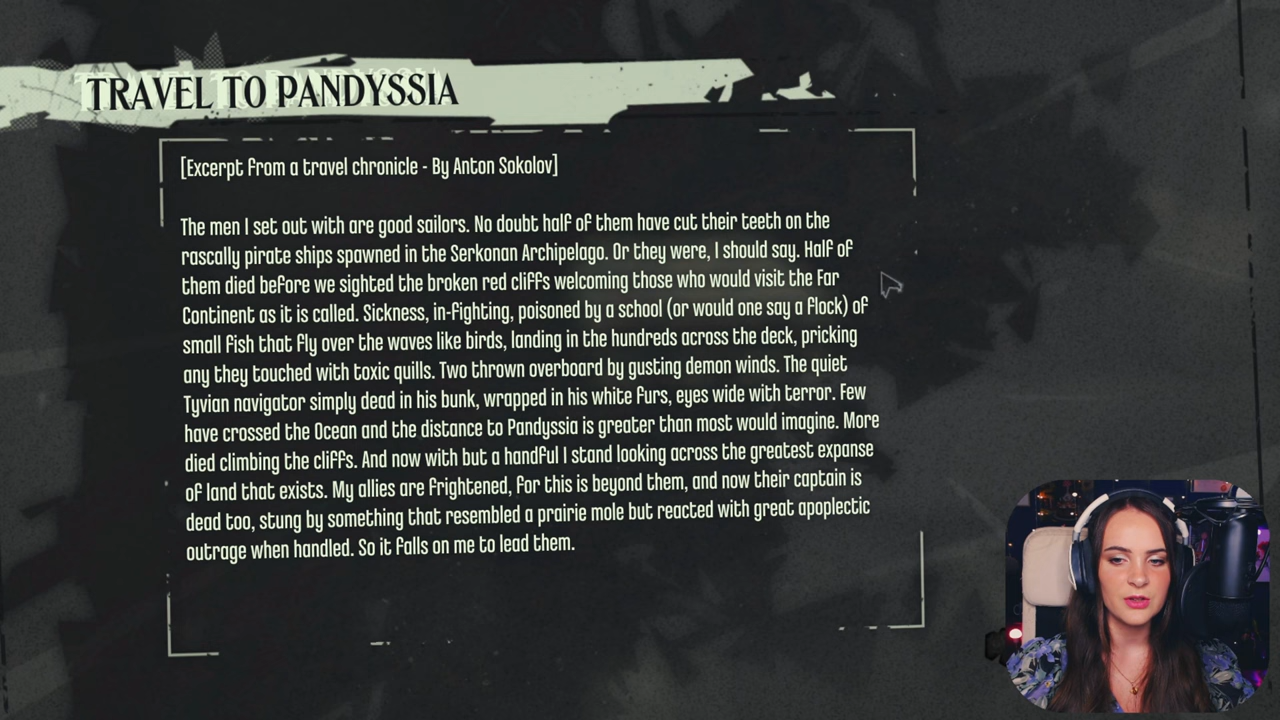 TRAVEL TO PANDYSSIA
[Excerpt from a travel chronicle - By Anton Sokolov]
The men I set out with are good sailors. No doubt half of them have cut their teeth on the
rascally pirate ships spawned in the Serkonan Archipelago. Or they were, I should say. Half of
them died before we sighted the broken red cliffs welcoming those who would visit the Far
Continent as it is called. Sickness, in-fighting, poisoned by a school (or would one say a flock) of
small fish that fly over the waves like birds, landing in the hundreds across the deck, pricking
any they touched with toxic quills. Two thrown overboard by gusting demon winds. The quiet
Tyvian navigator simply dead in his bunk, wrapped in his white furs, eyes wide with terror. Few
have crossed the Ocean and the distance to Pandyssia is greater than most would imagine. More
died climbing the cliffs. And now with but a handful I stand looking across the greatest expanse
of land that exists. My allies are frightened, for this is beyond them, and now their captain is
dead too, stung by something that resembled a prairie mole but reacted with great apoplectic
outrage when handled. So it falls on me to lead them.